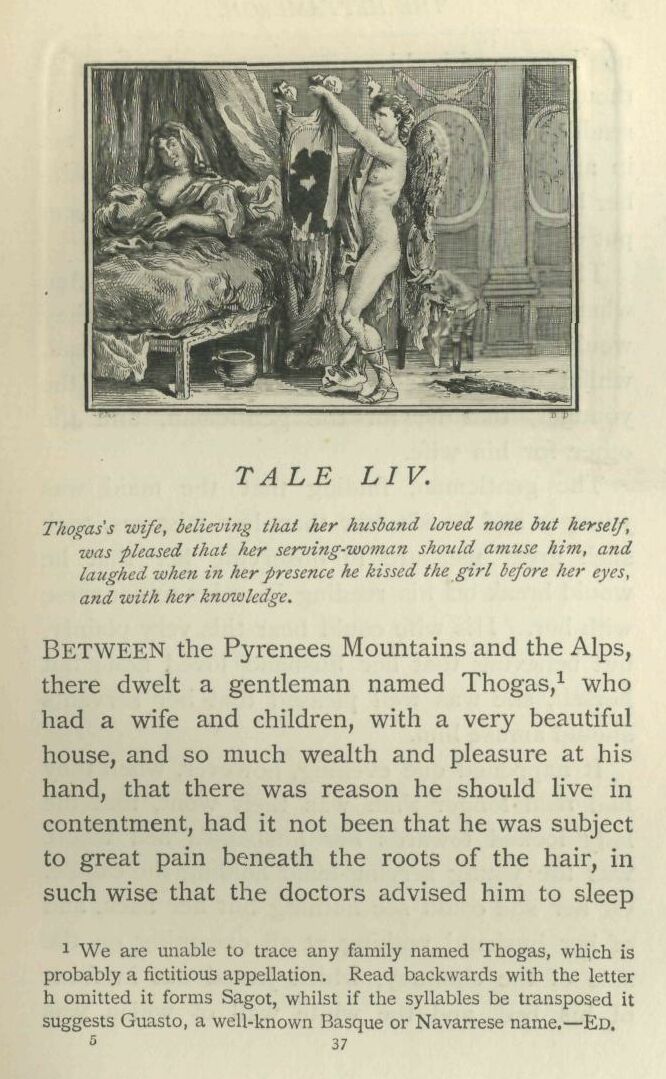 B D
TALE LIV.
Thogas's wife, believing that her husband loved none but herself,
was pleased that her serving-woman should amuse him, and
laughed when in her presence he kissed the girl before her eyes,
and with her knowledge.
BETWEEN the Pyrenees Mountains and the Alps,
there dwelt a gentleman named Thogas,¹ who
had a wife and children, with a very beautiful
house, and so much wealth and pleasure at his
hand, that there was reason he should live in
contentment, had it not been that he was subject
to great pain beneath the roots of the hair, in
such wise that the doctors advised him to sleep
¹ We are unable to trace any family named Thogas, which is
probably a fictitious appellation. Read backwards with the letter
h omitted it forms Sagot, whilst if the syllables be transposed it
suggests Guasto, a well-known Basque or Navarrese name.—ED.
5
37